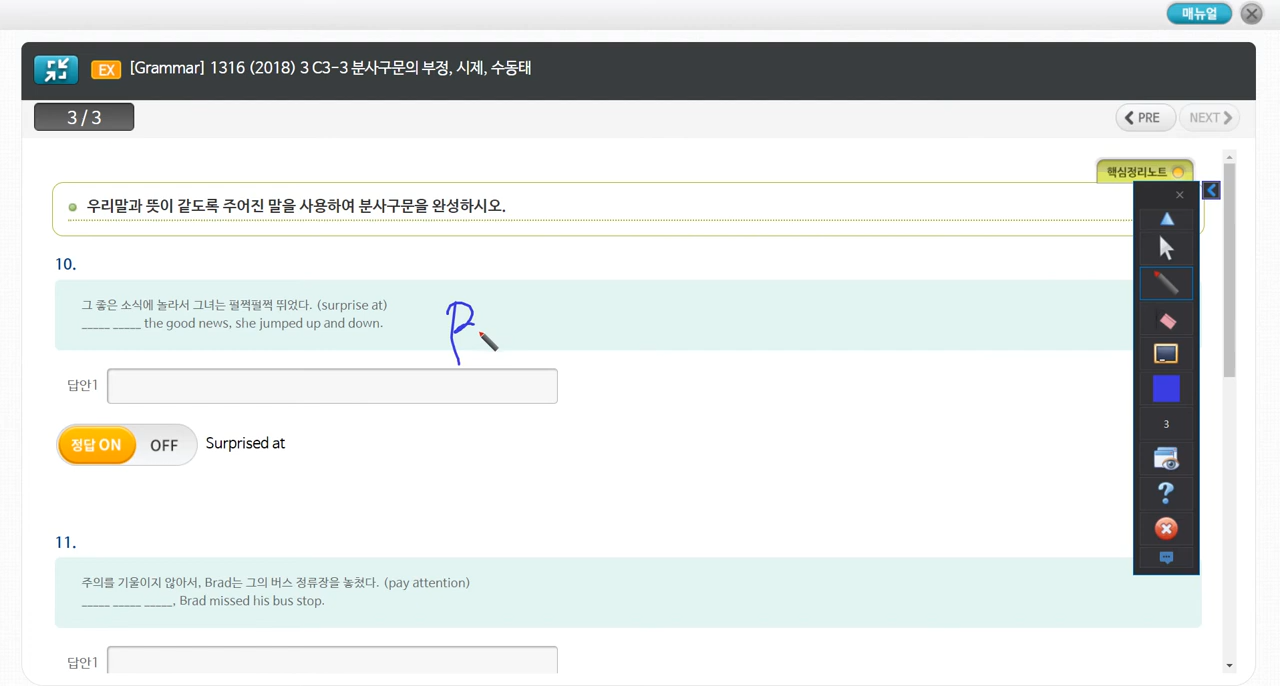 매뉴얼
EX [Grammar] 1316 (2018) 3 C3-3 분사구문의 부정, 시제, 수동태
3 / 3
PRE
NEXT
핵심정리노트
우리말과 뜻이 같도록 주어진 말을 사용하여 분사구문을 완성하시오.
10.
그 좋은 소식에 놀라서 그녀는 펄쩍펄쩍 뛰었다. (surprise at)
_____ _____ the good news, she jumped up and down.
답안1
정답 ON OFF Surprised at
3
11.
주의를 기울이지 않아서, Brad는 그의 버스 정류장을 놓쳤다. (pay attention)
_____ _____ _____, Brad missed his bus stop.
답안1